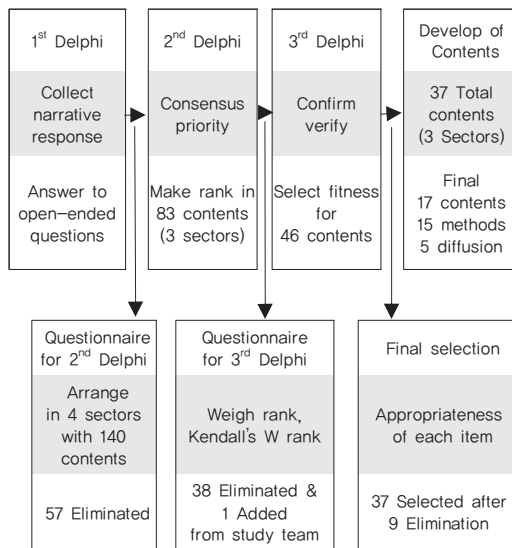 1st Delphi
Collect
narrative
response
Answer to
open-ended
questions
2nd Delphi
Consensus
priority
Make rank in
83 contents
(3 sectors)
3rd Delphi
Confirm
verify
Select fitness
for
46 contents
Develop of
Contents
37 Total
contents
(3 Sectors)
Final
17 contents
15 methods
5 diffusion
Questionnaire
for 2nd Delphi
Arrange
in 4 sectors
with 140
contents
57 Eliminated
Questionnaire
for 3rd Delphi
Weigh rank,
Kendall's W rank
38 Eliminated &
1 Added
from study team
Final selection
Appropriateness
of each item
37 Selected after
9 Elimination